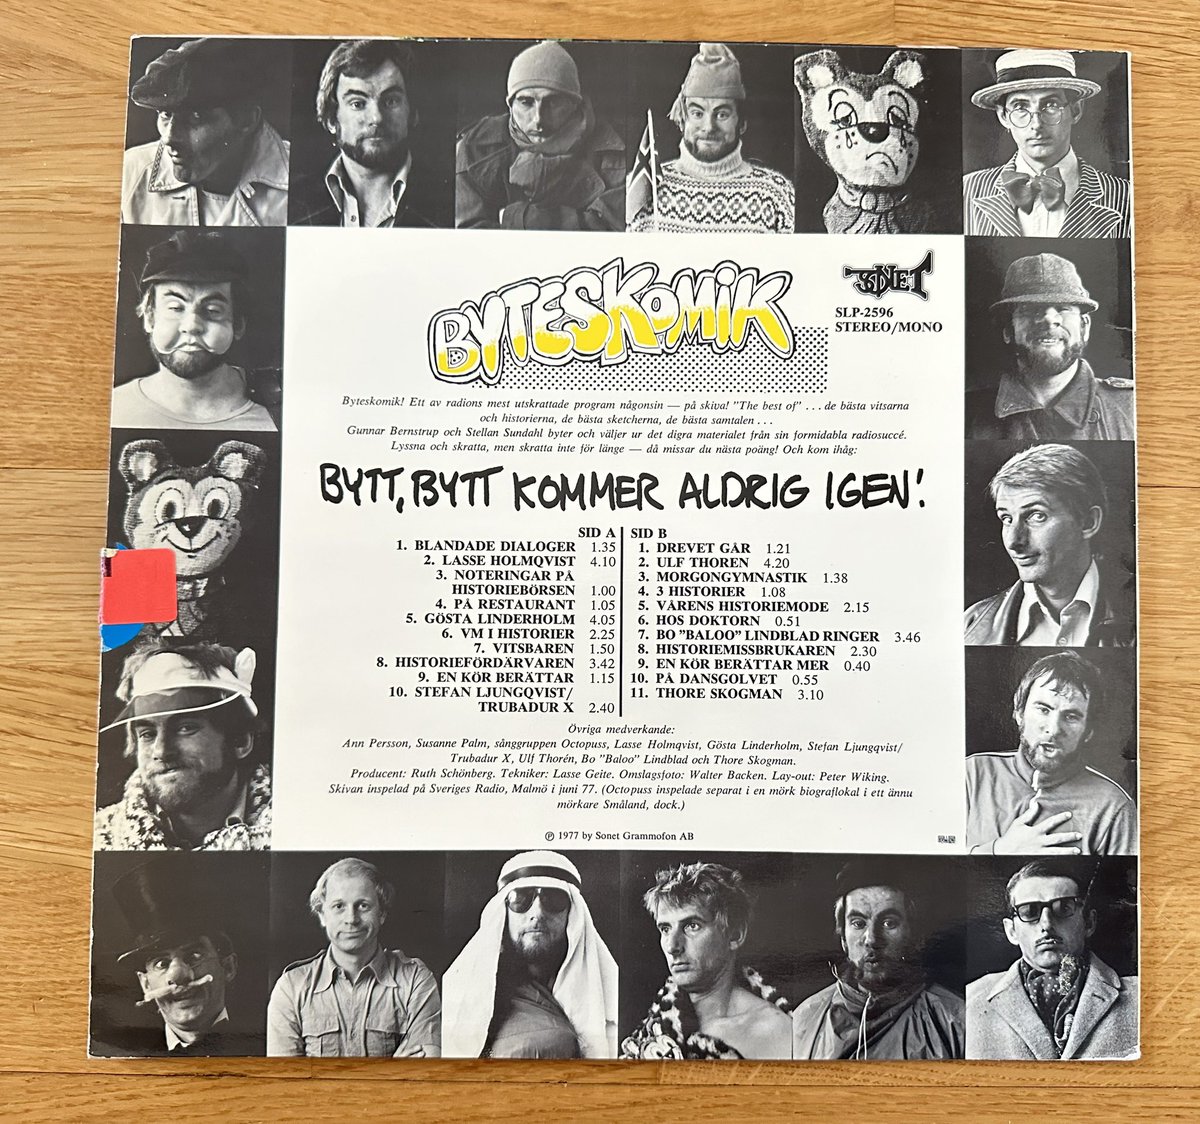 BYTESKOMIK
SONET
SLP-2596
STEREO/MONO
Byteskomik! Ett av radions mest utskrattade program någonsin — på skiva! "The best of" . . . de bästa vitsarna
och historierna, de bästa sketcherna, de bästa samtalen . . .
Gunnar Bernstrup och Stellan Sundahl byter och väljer ur det digra materialet från sin formidabla radiosuccé.
Lyssna och skratta, men skratta inte för länge — då missar du nästa poäng! Och kom ihåg:
BYTT, BYTT KOMMER ALDRIG IGEN!
SID A
1. BLANDADE DIALOGER 1.35
2. LASSE HOLMQVIST 4.10
3. NOTERINGAR PÅ
HISTORIEBÖRSEN 1.00
4. PÅ RESTAURANT 1.05
5. GÖSTA LINDERHOLM 4.05
6. VM I HISTORIER 2.25
7. VITSBAREN 1.50
8. HISTORIEFÖRDÄRVAREN 3.42
9. EN KÖR BERÄTTAR 1.15
10. STEFAN LJUNGQVIST/
TRUBADUR X 2.40
SID B
1. DREVET GÅR 1.21
2. ULF THOREN 4.20
3. MORGONGYMNASTIK 1.38
4. 3 HISTORIER 1.08
5. VÅRENS HISTORIEMODE 2.15
6. HOS DOKTORN 0.51
7. BO "BALOO" LINDBLAD RINGER 3.46
8. HISTORIEMISSBRUKAREN 2.30
9. EN KÖR BERÄTTAR MER 0.40
10. PÅ DANSGOLVET 0.55
11. THORE SKOGMAN 3.10
Övriga medverkande:
Ann Persson, Susanne Palm, sånggruppen Octopuss, Lasse Holmqvist, Gösta Linderholm, Stefan Ljungqvist/
Trubadur X, Ulf Thorén, Bo "Baloo" Lindblad och Thore Skogman.
Producent: Ruth Schönberg. Tekniker: Lasse Geite. Omslagsfoto: Walter Backen. Lay-out: Peter Wiking.
Skivan inspelad på Sveriges Radio, Malmö i juni 77. (Octopuss inspelade separat i en mörk biograflokal i ett ännu
mörkare Småland, dock.)
℗ 1977 by Sonet Grammofon AB